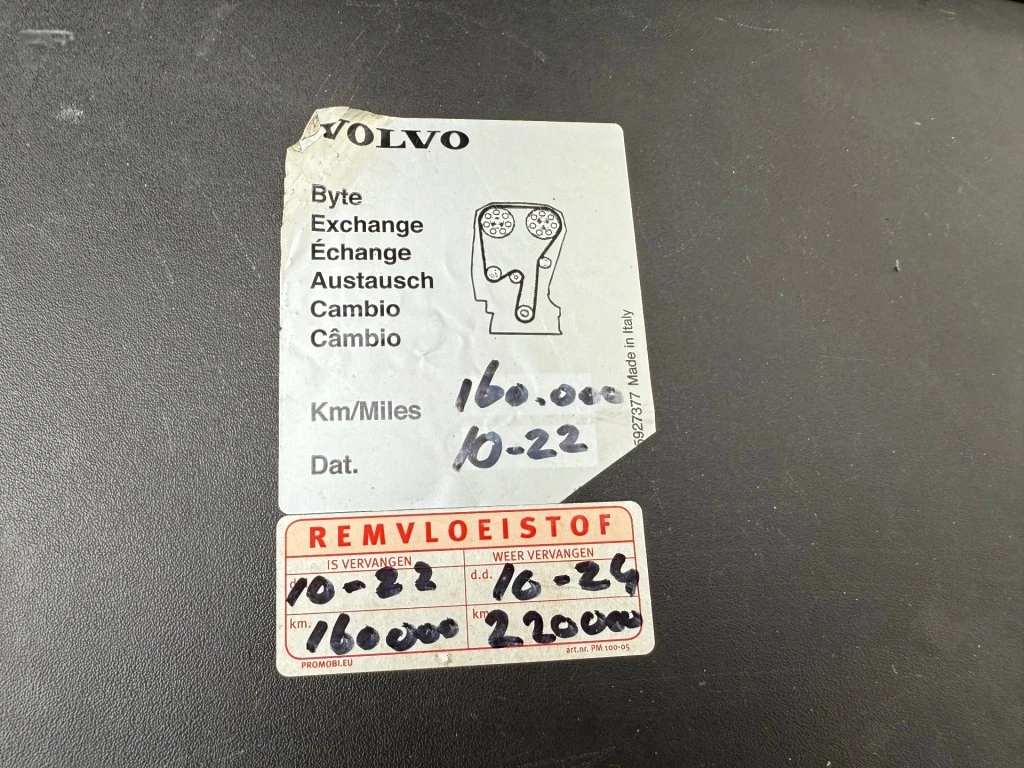 VOLVO
Byte
Exchange
Échange
Austausch
Cambio
Câmbio
Km/Miles 160.000
Dat. 10-22
5927377 Made in Italy
REMVLOEISTOF
IS VERVANGEN WEER VERVANGEN
10-22 d.d. 10-24
km. 160000 km 220000
PROMOBI.EU art.nr. PM 100-05